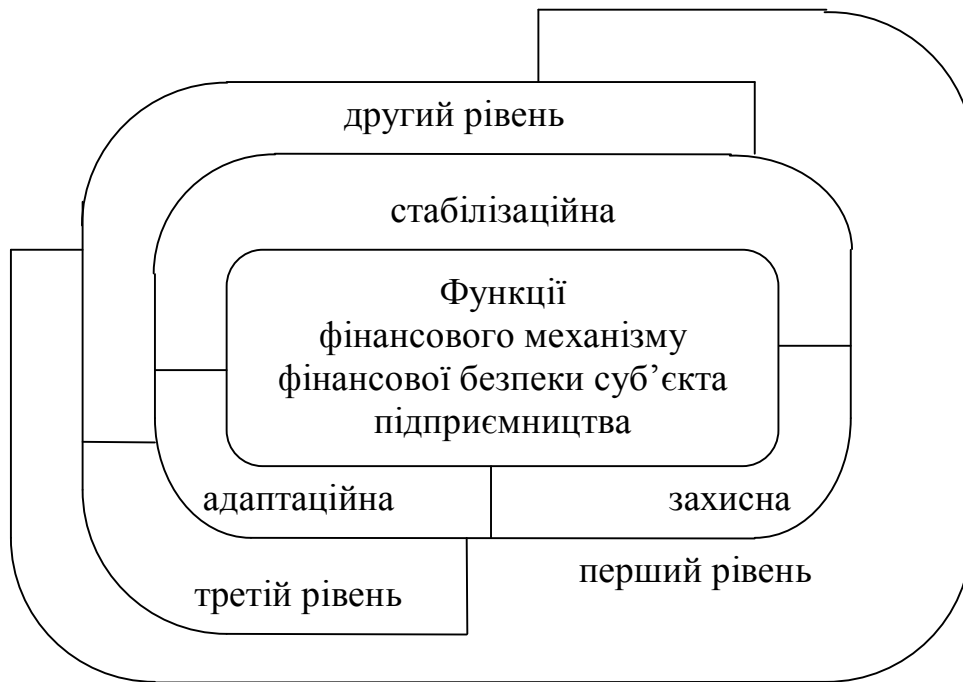 другий рівень
стабілізаційна
Функції
фінансового механізму
фінансової безпеки суб’єкта
підприємництва
адаптаційна
захисна
третій рівень
перший рівень